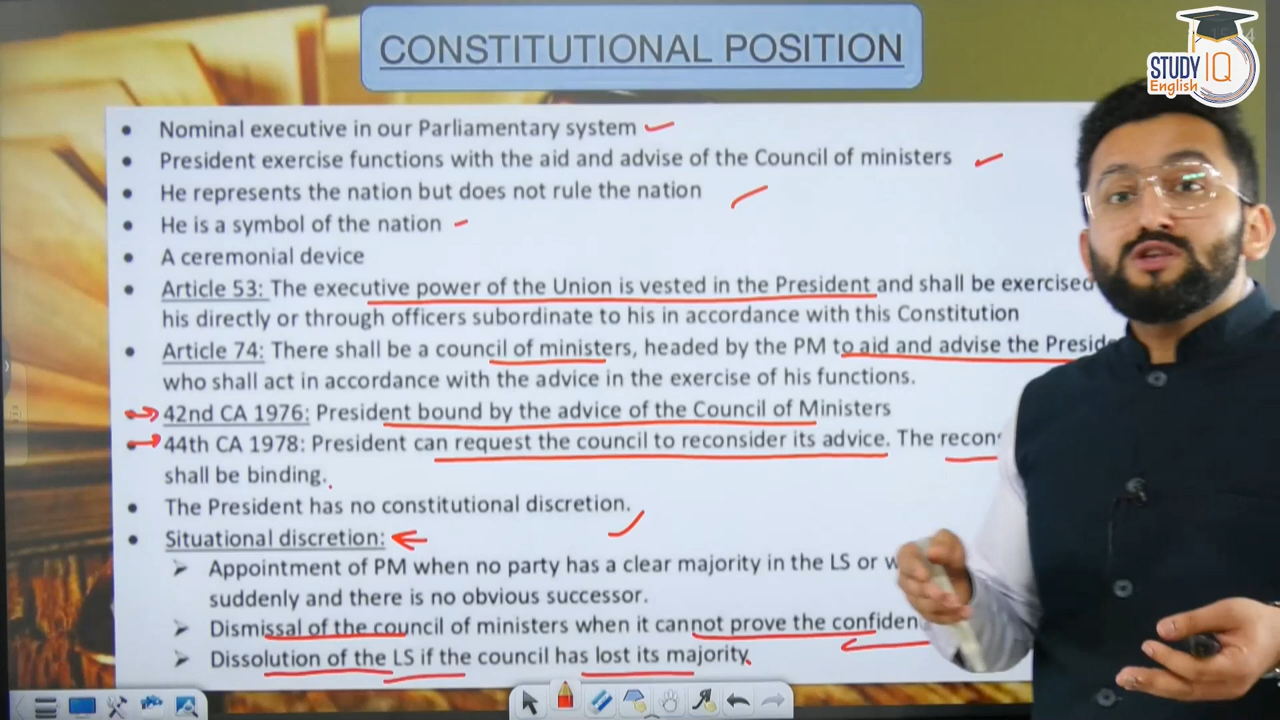 CONSTITUTIONAL POSITION
STUDY IQ
English
• Nominal executive in our Parliamentary system
• President exercise functions with the aid and advise of the Council of ministers
• He represents the nation but does not rule the nation
• He is a symbol of the nation
• A ceremonial device
• Article 53: The executive power of the Union is vested in the President and shall be exercised
his directly or through officers subordinate to his in accordance with this Constitution
• Article 74: There shall be a council of ministers, headed by the PM to aid and advise the
who shall act in accordance with the advice in the exercise of his functions.
42nd CA 1976: President bound by the advice of the Council of Ministers
44th CA 1978: President can request the council to reconsider its advice. The
shall be binding.
• The President has no constitutional discretion.
• Situational discretion:
➢ Appointment of PM when no party has a clear majority in the LS or
suddenly and there is no obvious successor.
➢ Dismissal of the council of ministers when it cannot prove the
➢ Dissolution of the LS if the council has lost its majority.